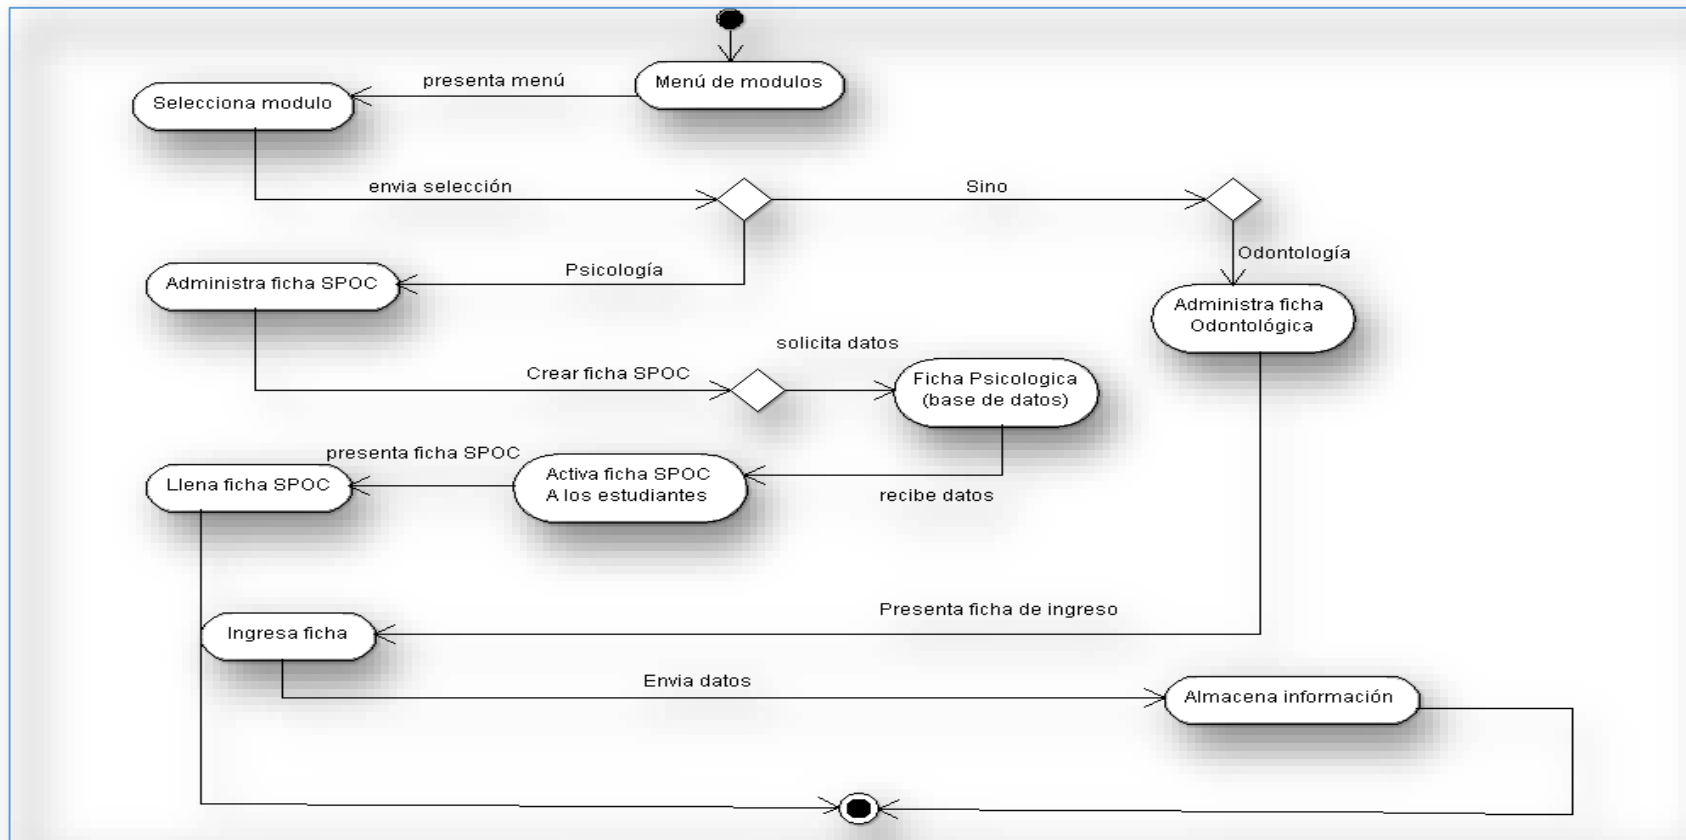 Menú de modulos
presenta menú
Selecciona modulo
envia selección
Sino
Odontología
Psicología
Administra ficha SPOC
Administra ficha
Odontológica
solicita datos
Crear ficha SPOC
Ficha Psicologica
(base de datos)
presenta ficha SPOC
Activa ficha SPOC
A los estudiantes
Llena ficha SPOC
recibe datos
Presenta ficha de ingreso
Ingresa ficha
Envia datos
Almacena información